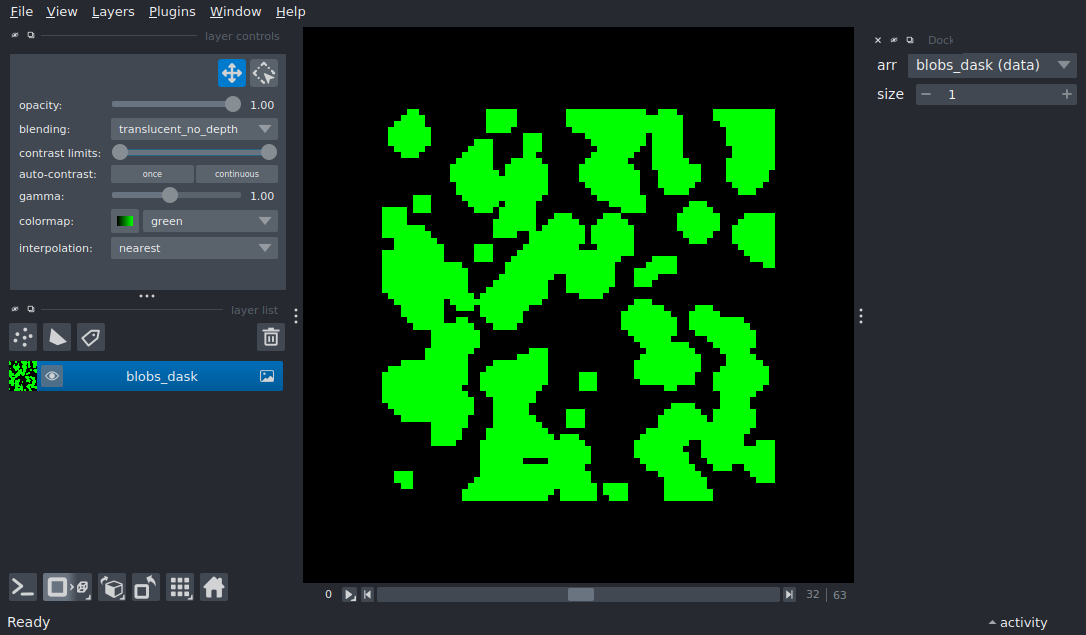 File View Layers Plugins Window Help
layer controls
opacity: 1.00
blending: translucent_no_depth
contrast limits:
auto-contrast: once continuous
gamma: 1.00
colormap: green
interpolation: nearest
layer list
blobs_dask
Dock
arr blobs_dask (data)
size 1
0 32 63
Ready
activity